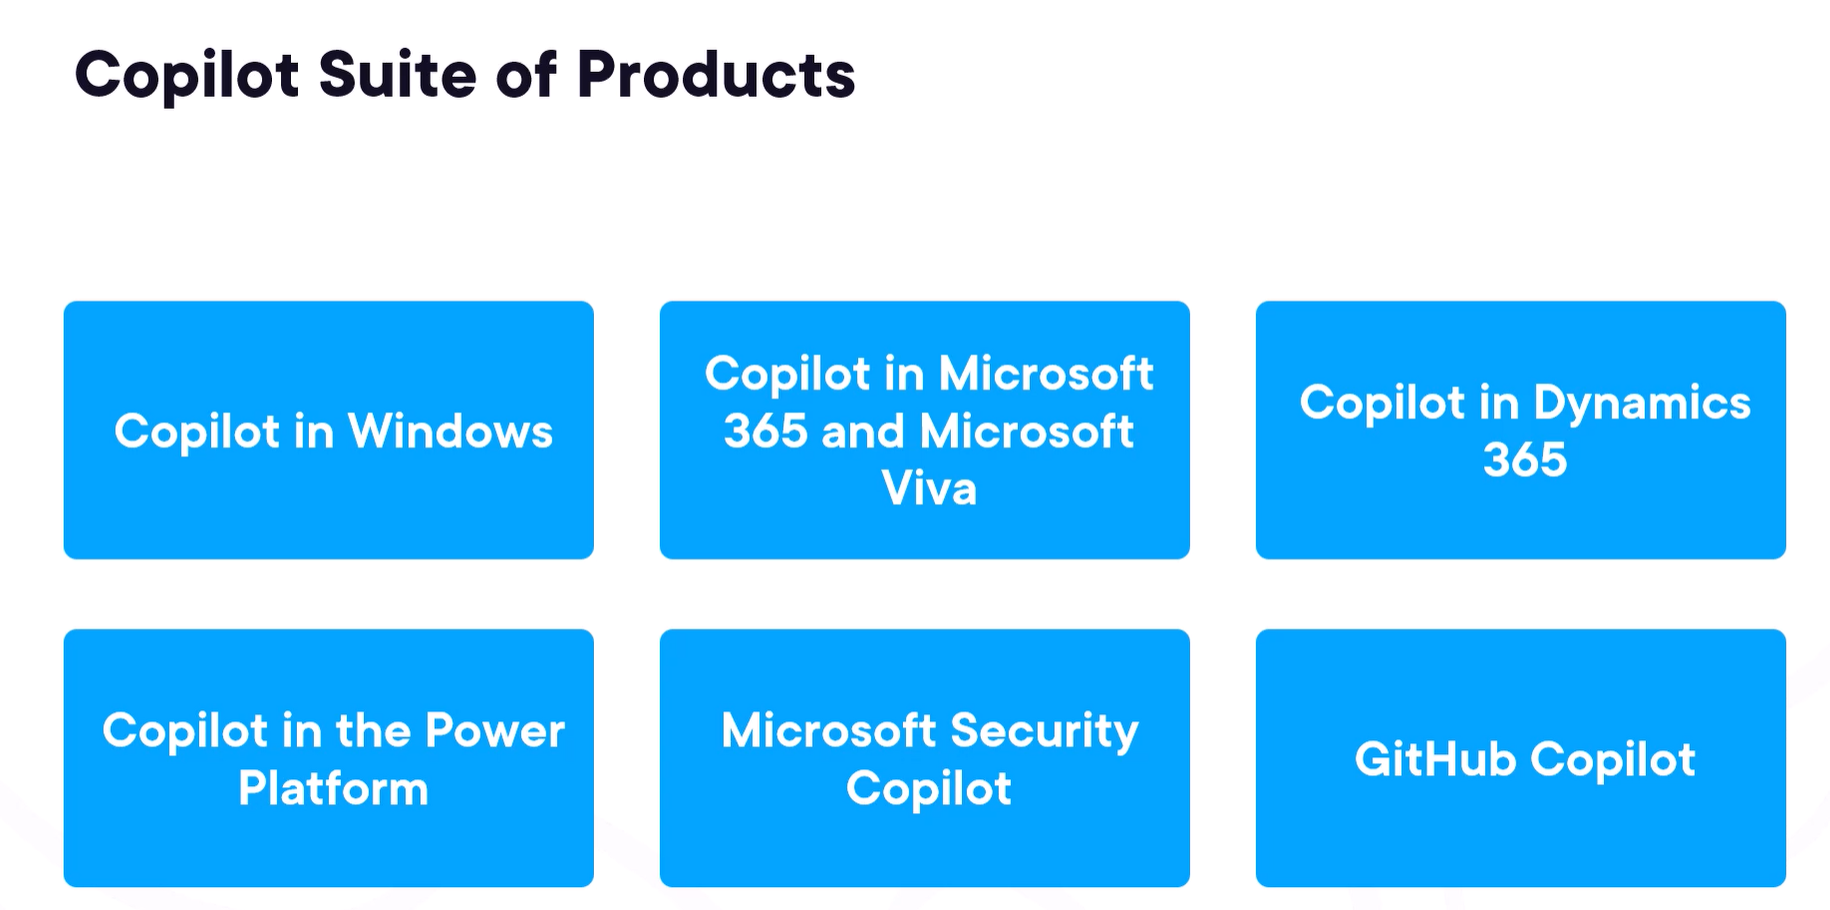 Copilot Suite of Products
Copilot in Windows
Copilot in Microsoft
365 and Microsoft
Viva
Copilot in Dynamics
365
Copilot in the Power
Platform
Microsoft Security
Copilot
GitHub Copilot